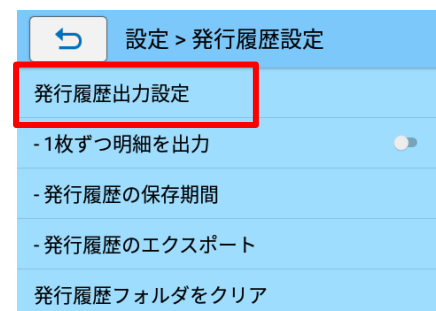 設定 > 発行履歴設定
発行履歴出力設定
- 1枚ずつ明細を出力
- 発行履歴の保存期間
- 発行履歴のエクスポート
発行履歴フォルダをクリア